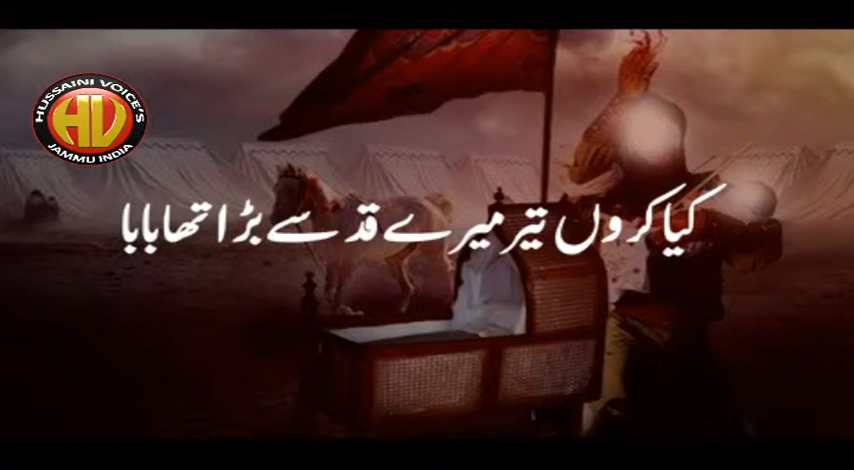 HUSSAINI VOICE'S
HV
JAMMU INDIA
کیا کروں تیر میرے قد سے بڑا تھا بابا